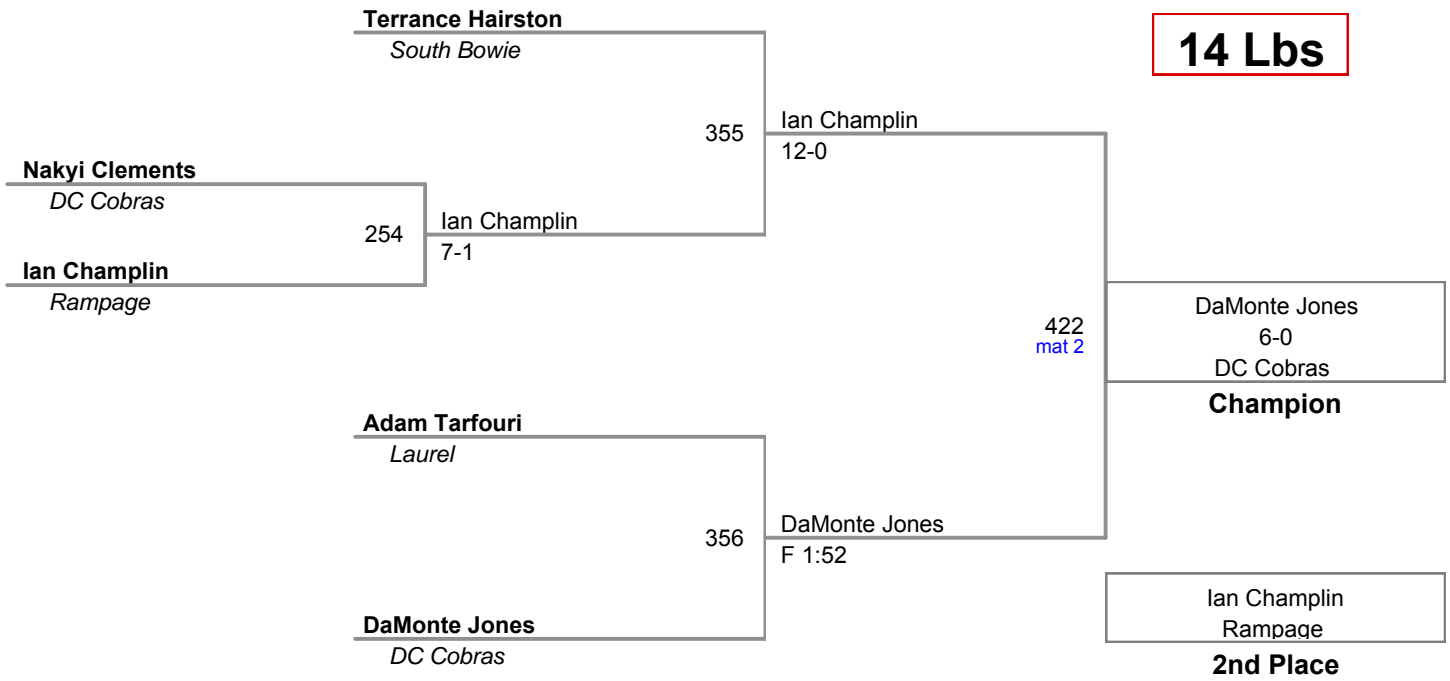 Terrance Hairston
South Bowie
14 Lbs
355
Ian Champlin
12-0
Nakyi Clements
DC Cobras
254
Ian Champlin
7-1
Ian Champlin
Rampage
422
mat 2
DaMonte Jones
6-0
DC Cobras
Champion
Adam Tarfouri
Laurel
356
DaMonte Jones
F 1:52
DaMonte Jones
DC Cobras
Ian Champlin
Rampage
2nd Place